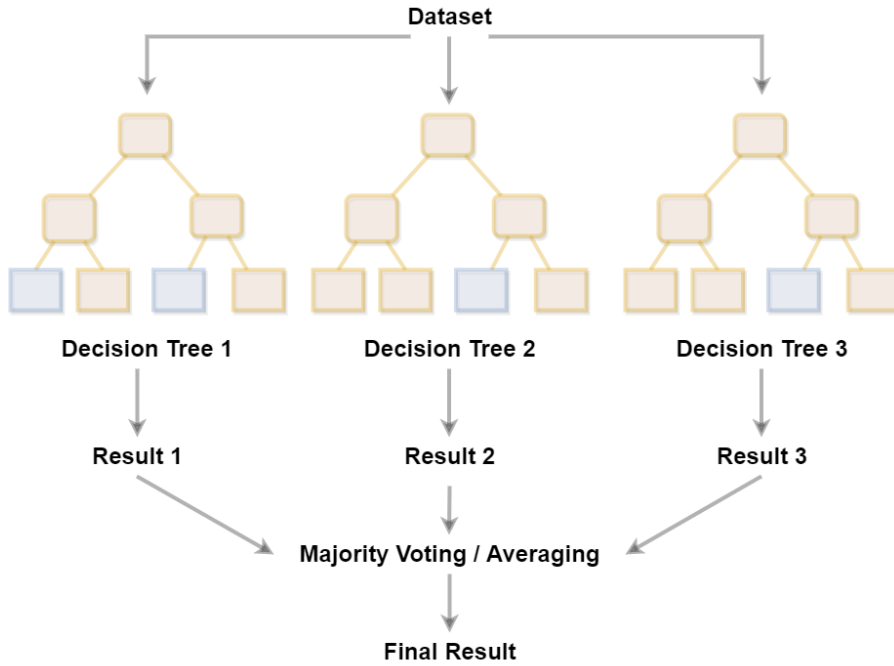 Dataset
Decision Tree 1
Decision Tree 2
Decision Tree 3
Result 1
Result 2
Result 3
Majority Voting / Averaging
Final Result